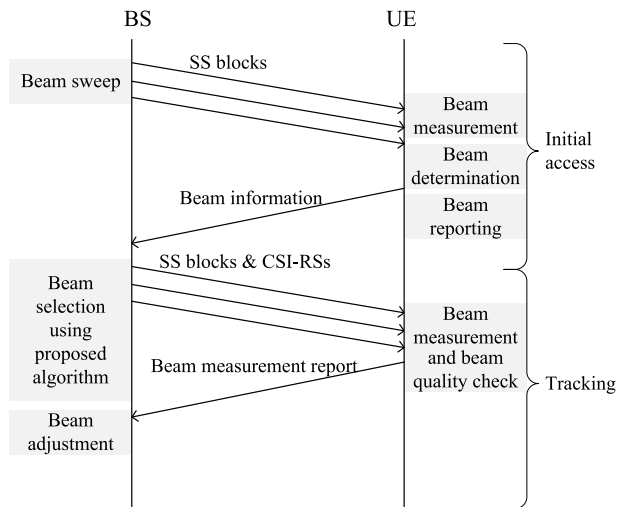 BS
UE
SS blocks
Beam sweep
Beam
measurement
Initial
access
Beam
determination
Beam information
Beam
reporting
SS blocks & CSI-RSs
Beam
selection
using
proposed
algorithm
Beam
measurement
and beam
quality check
Beam measurement report
Tracking
Beam
adjustment